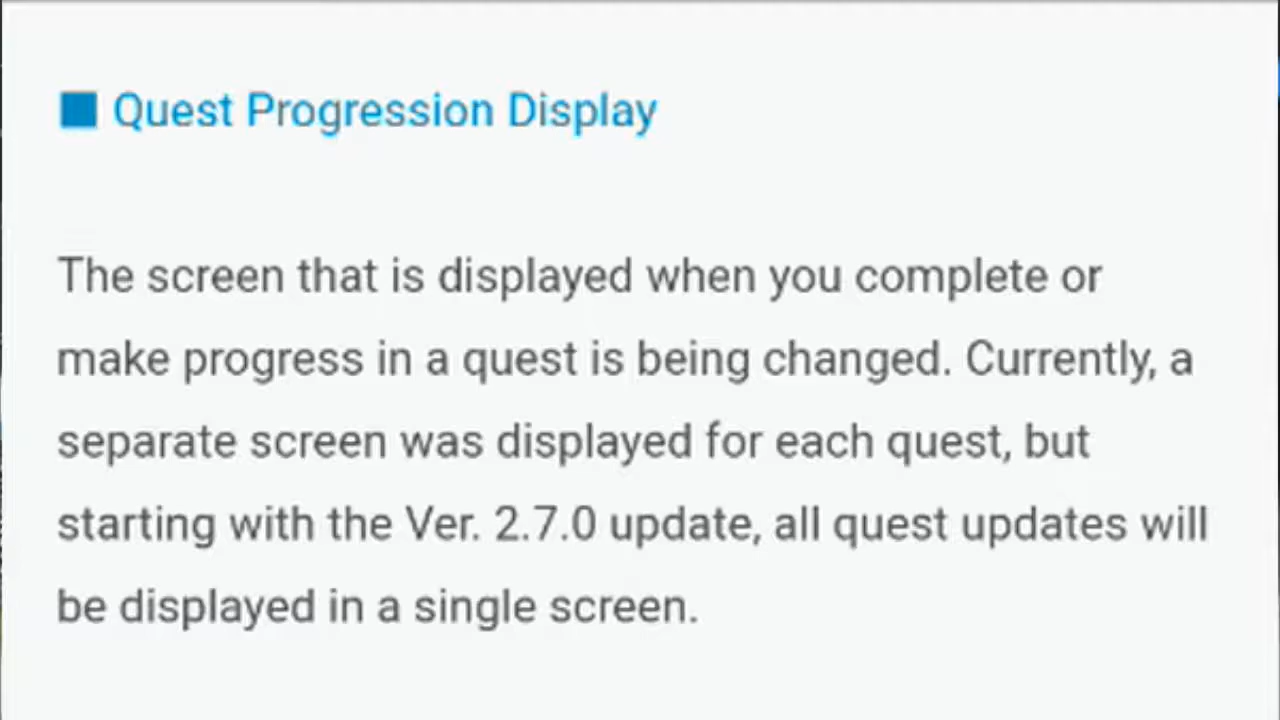 ■ Quest Progression Display
The screen that is displayed when you complete or
make progress in a quest is being changed. Currently, a
separate screen was displayed for each quest, but
starting with the Ver. 2.7.0 update, all quest updates will
be displayed in a single screen.